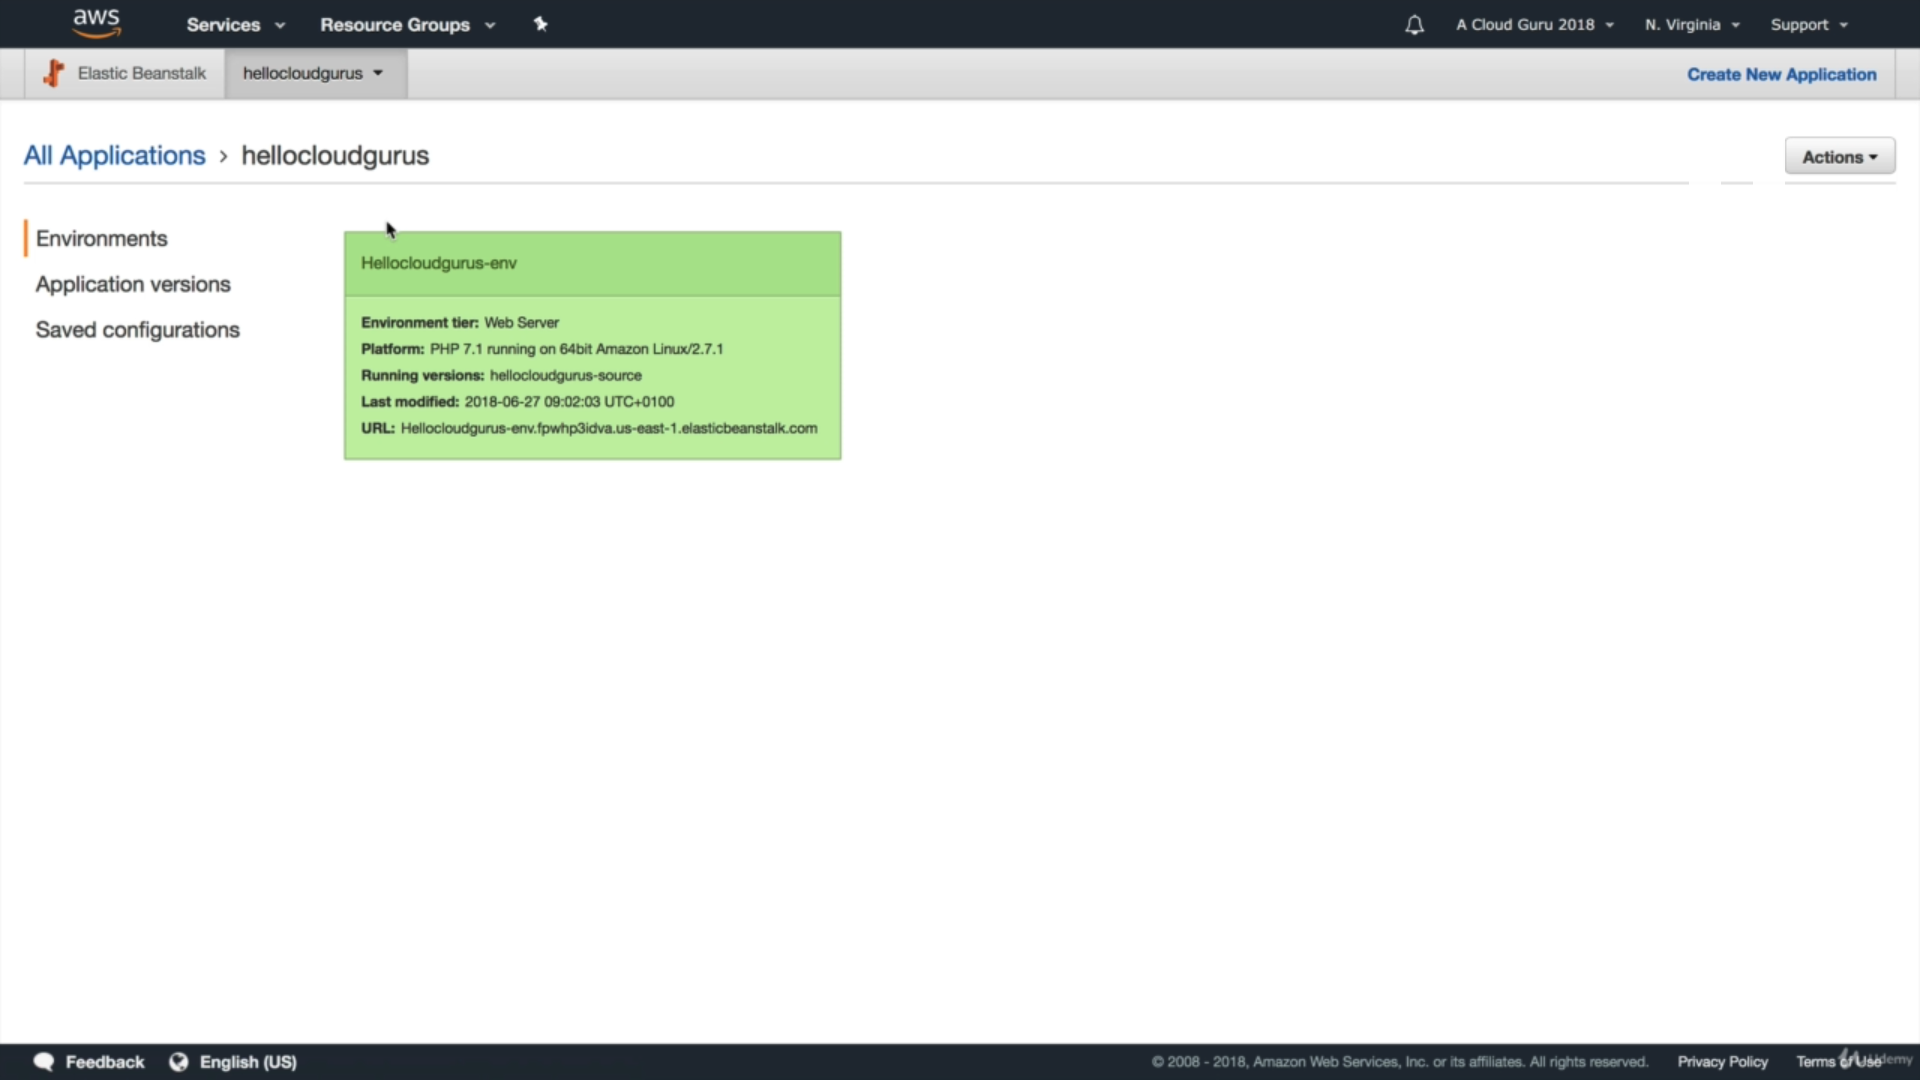 aws Services Resource Groups A Cloud Guru 2018 N. Virginia Support
Elastic Beanstalk hellocloudgurus Create New Application
All Applications › hellocloudgurus Actions
Environments
Application versions
Saved configurations
Hellocloudgurus-env
Environment tier: Web Server
Platform: PHP 7.1 running on 64bit Amazon Linux/2.7.1
Running versions: hellocloudgurus-source
Last modified: 2018-06-27 09:02:03 UTC+0100
URL: Hellocloudgurus-env.fpwhp3idva.us-east-1.elasticbeanstalk.com
Feedback English (US) © 2008 - 2018, Amazon Web Services, Inc. or its affiliates. All rights reserved. Privacy Policy Terms of Use